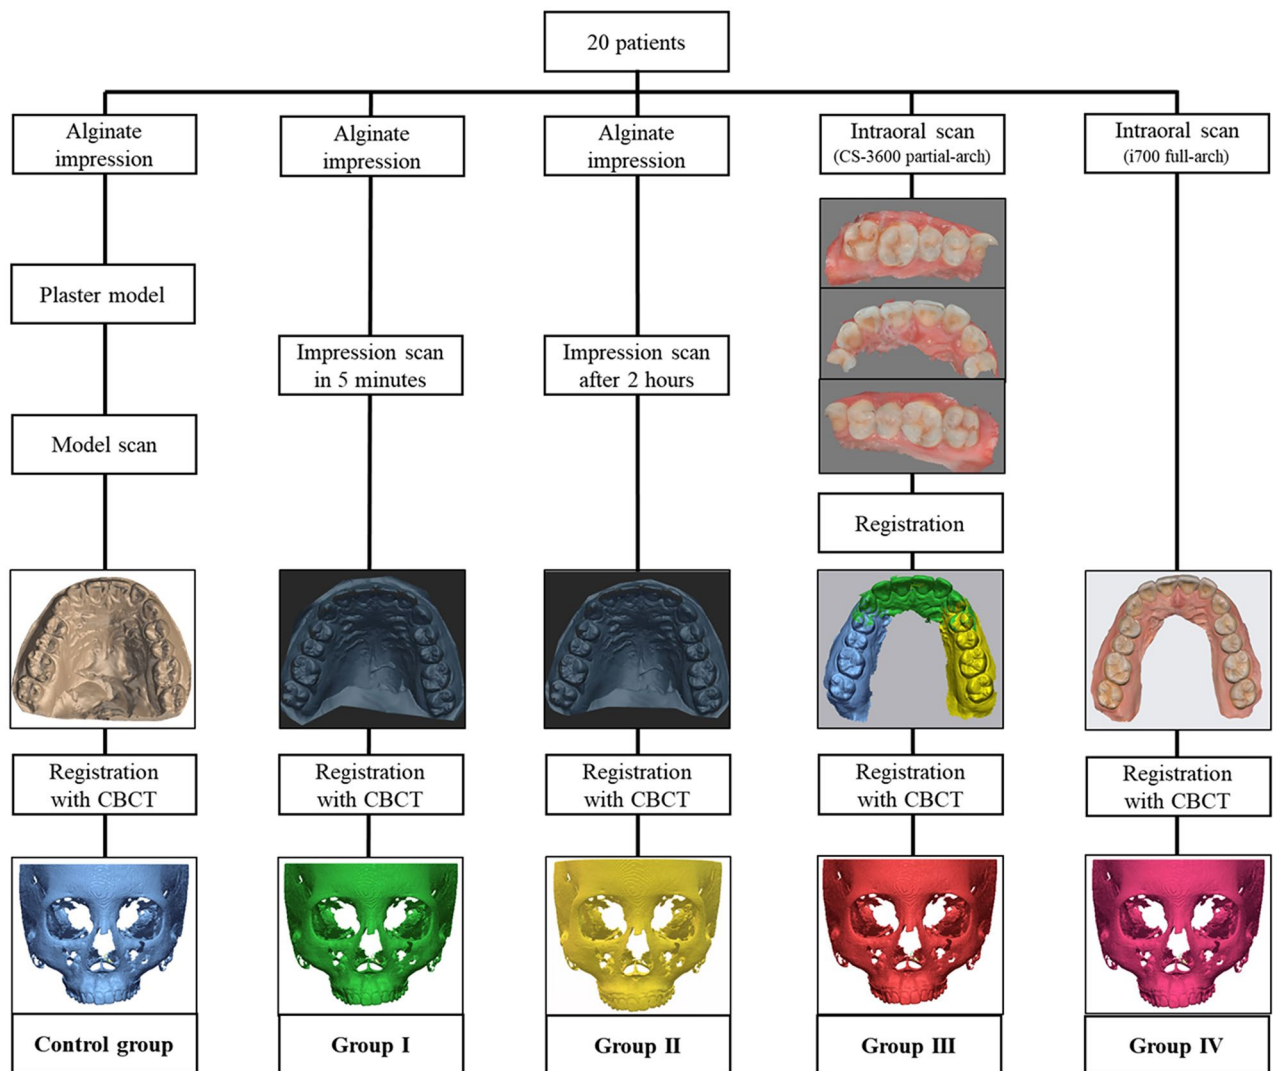 20 patients
Alginate
impression
Alginate
impression
Alginate
impression
Intraoral scan
(CS-3600 partial-arch)
Intraoral scan
(i700 full-arch)
Plaster model
Impression scan
in 5 minutes
Impression scan
after 2 hours
Model scan
Registration
Registration
with CBCT
Registration
with CBCT
Registration
with CBCT
Registration
with CBCT
Registration
with CBCT
Control group
Group I
Group II
Group III
Group IV